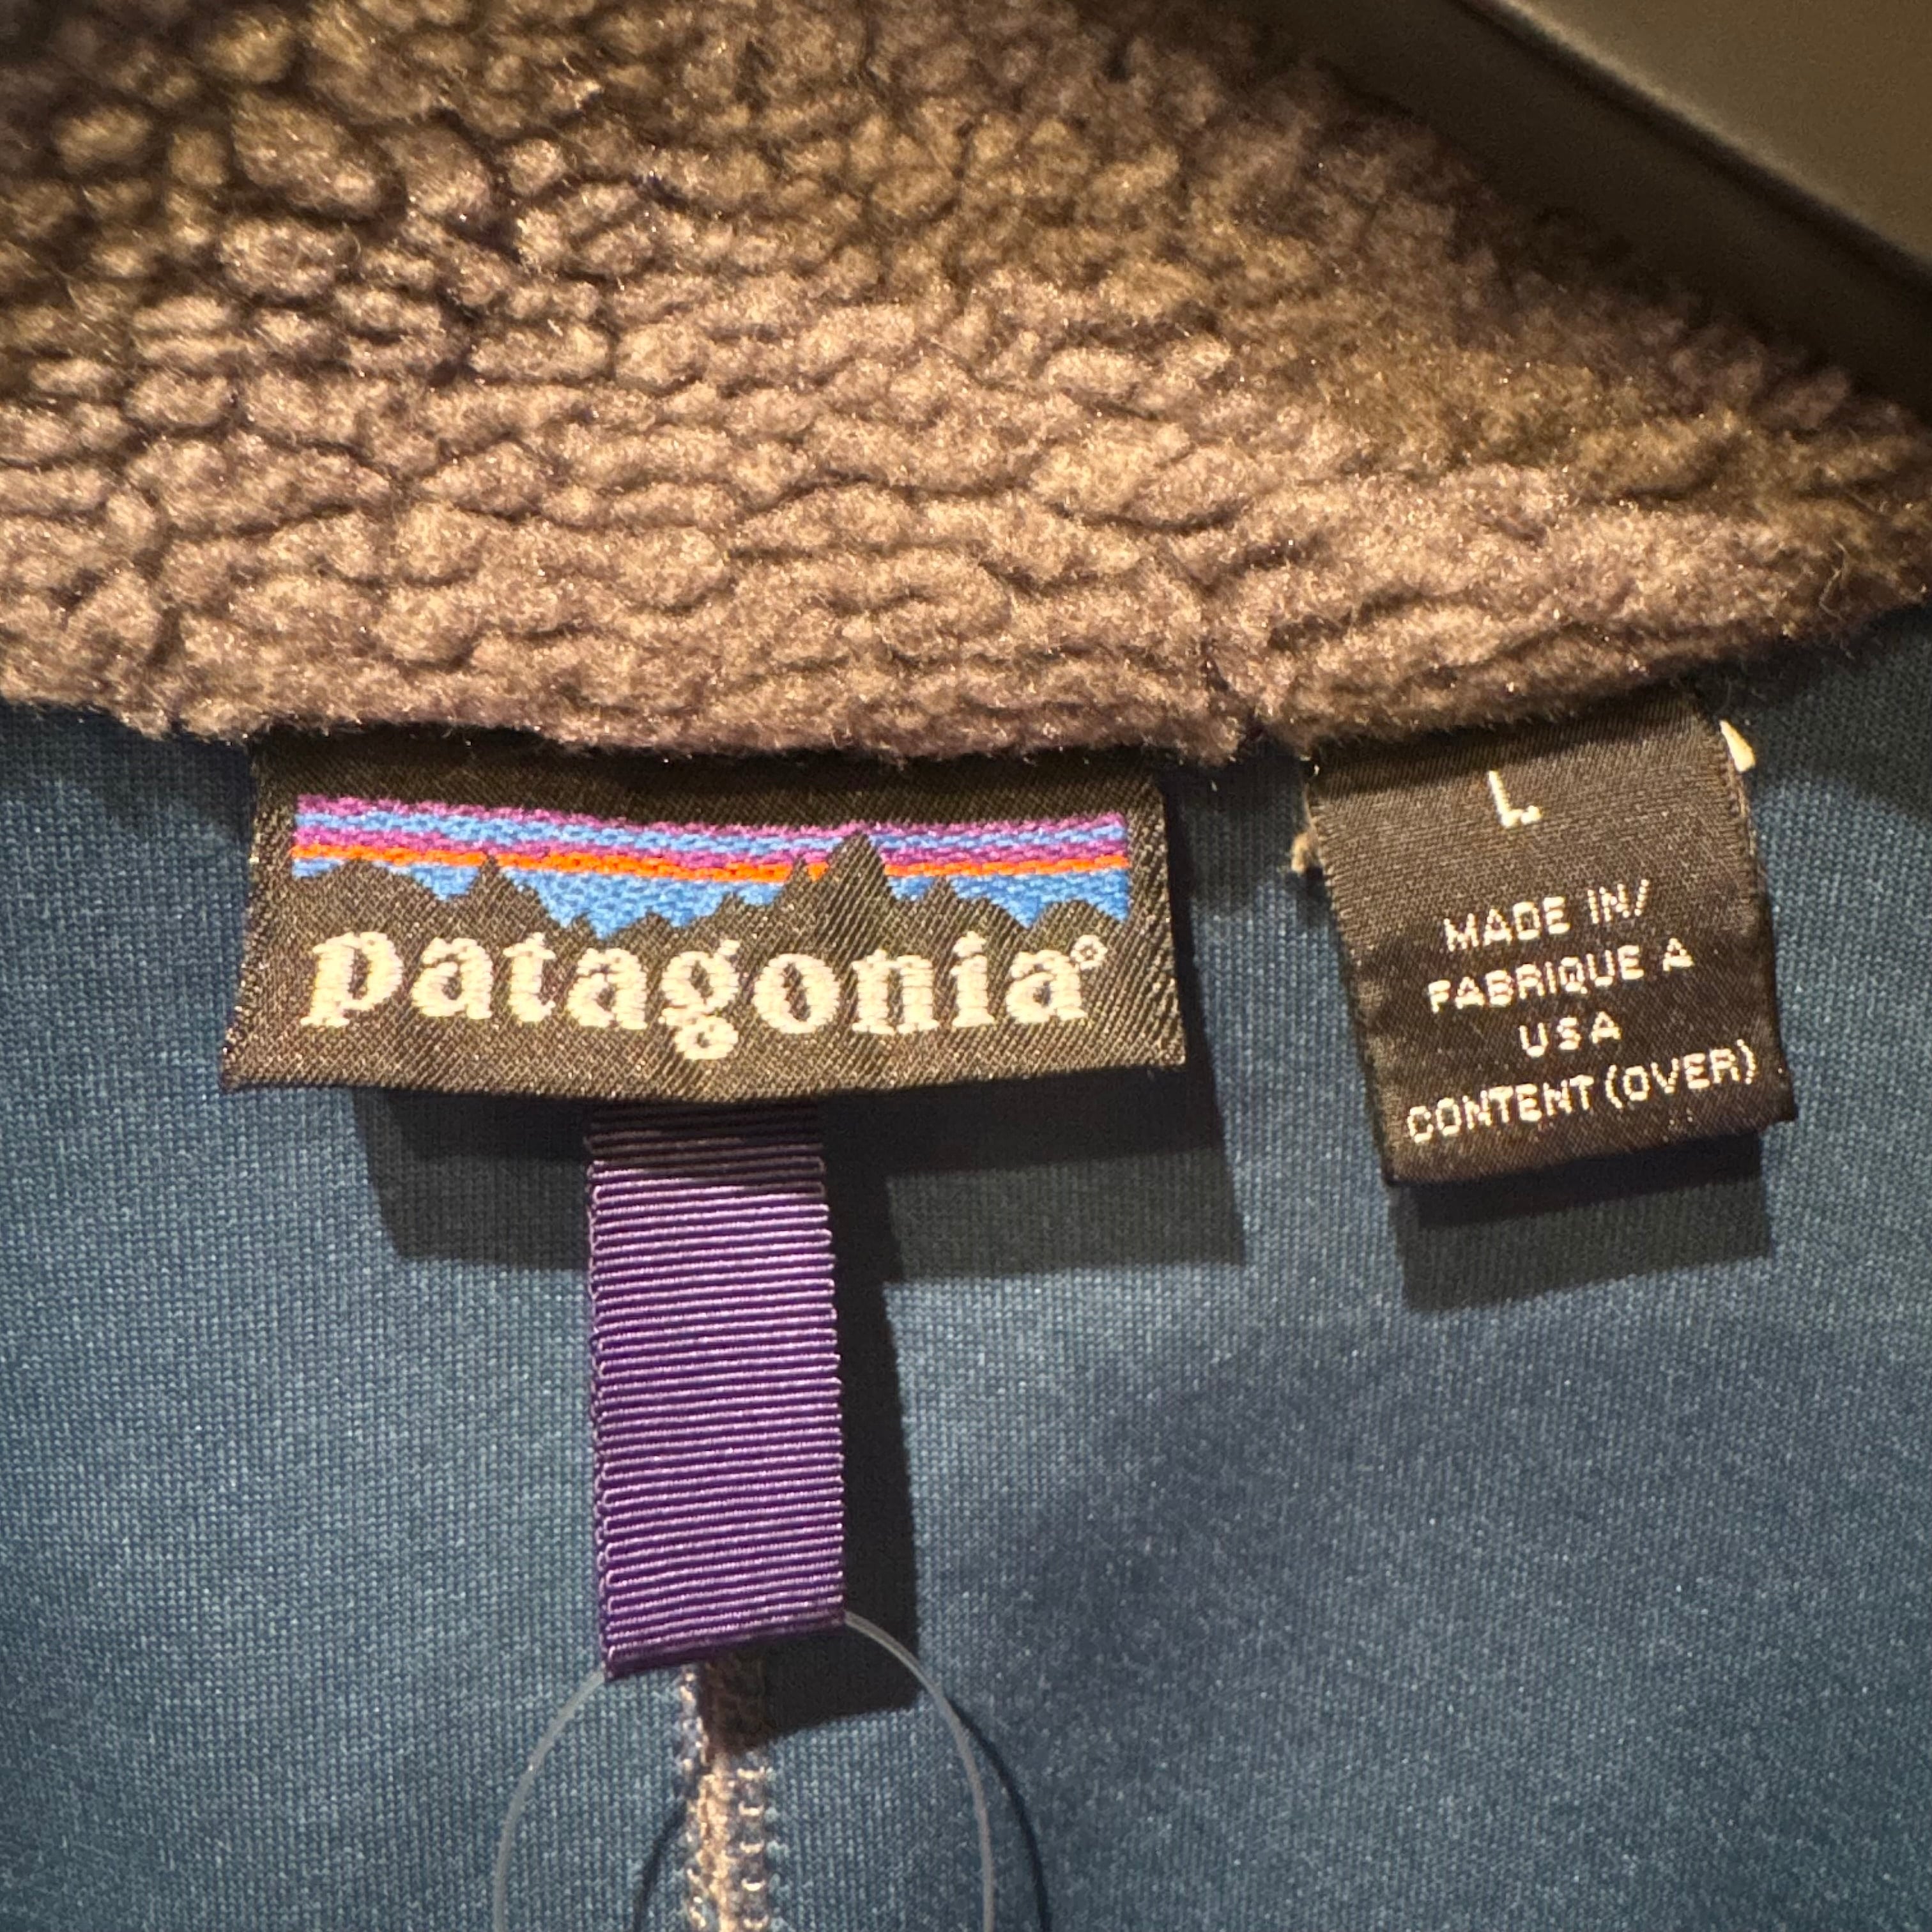 patagonia®
L
MADE IN/
FABRIQUE A
USA
CONTENT (OVER)